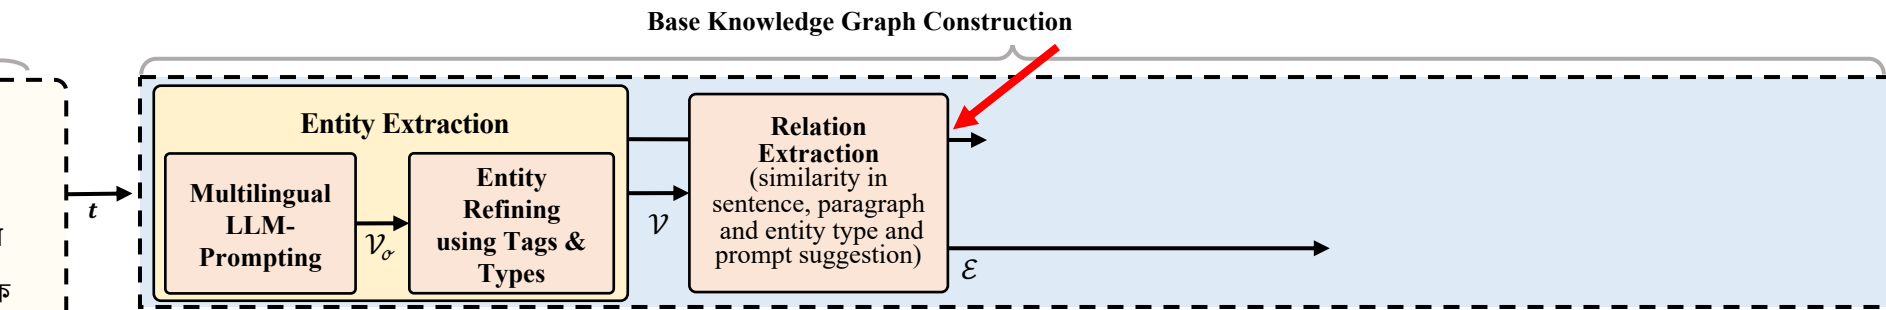 Base Knowledge Graph Construction
Entity Extraction
Multilingual
LLM-
Prompting
Entity
Refining
using Tags &
Types
Relation
Extraction
(similarity in
sentence, paragraph
and entity type and
prompt suggestion)
t
𝒱σ
𝒱
ℰ